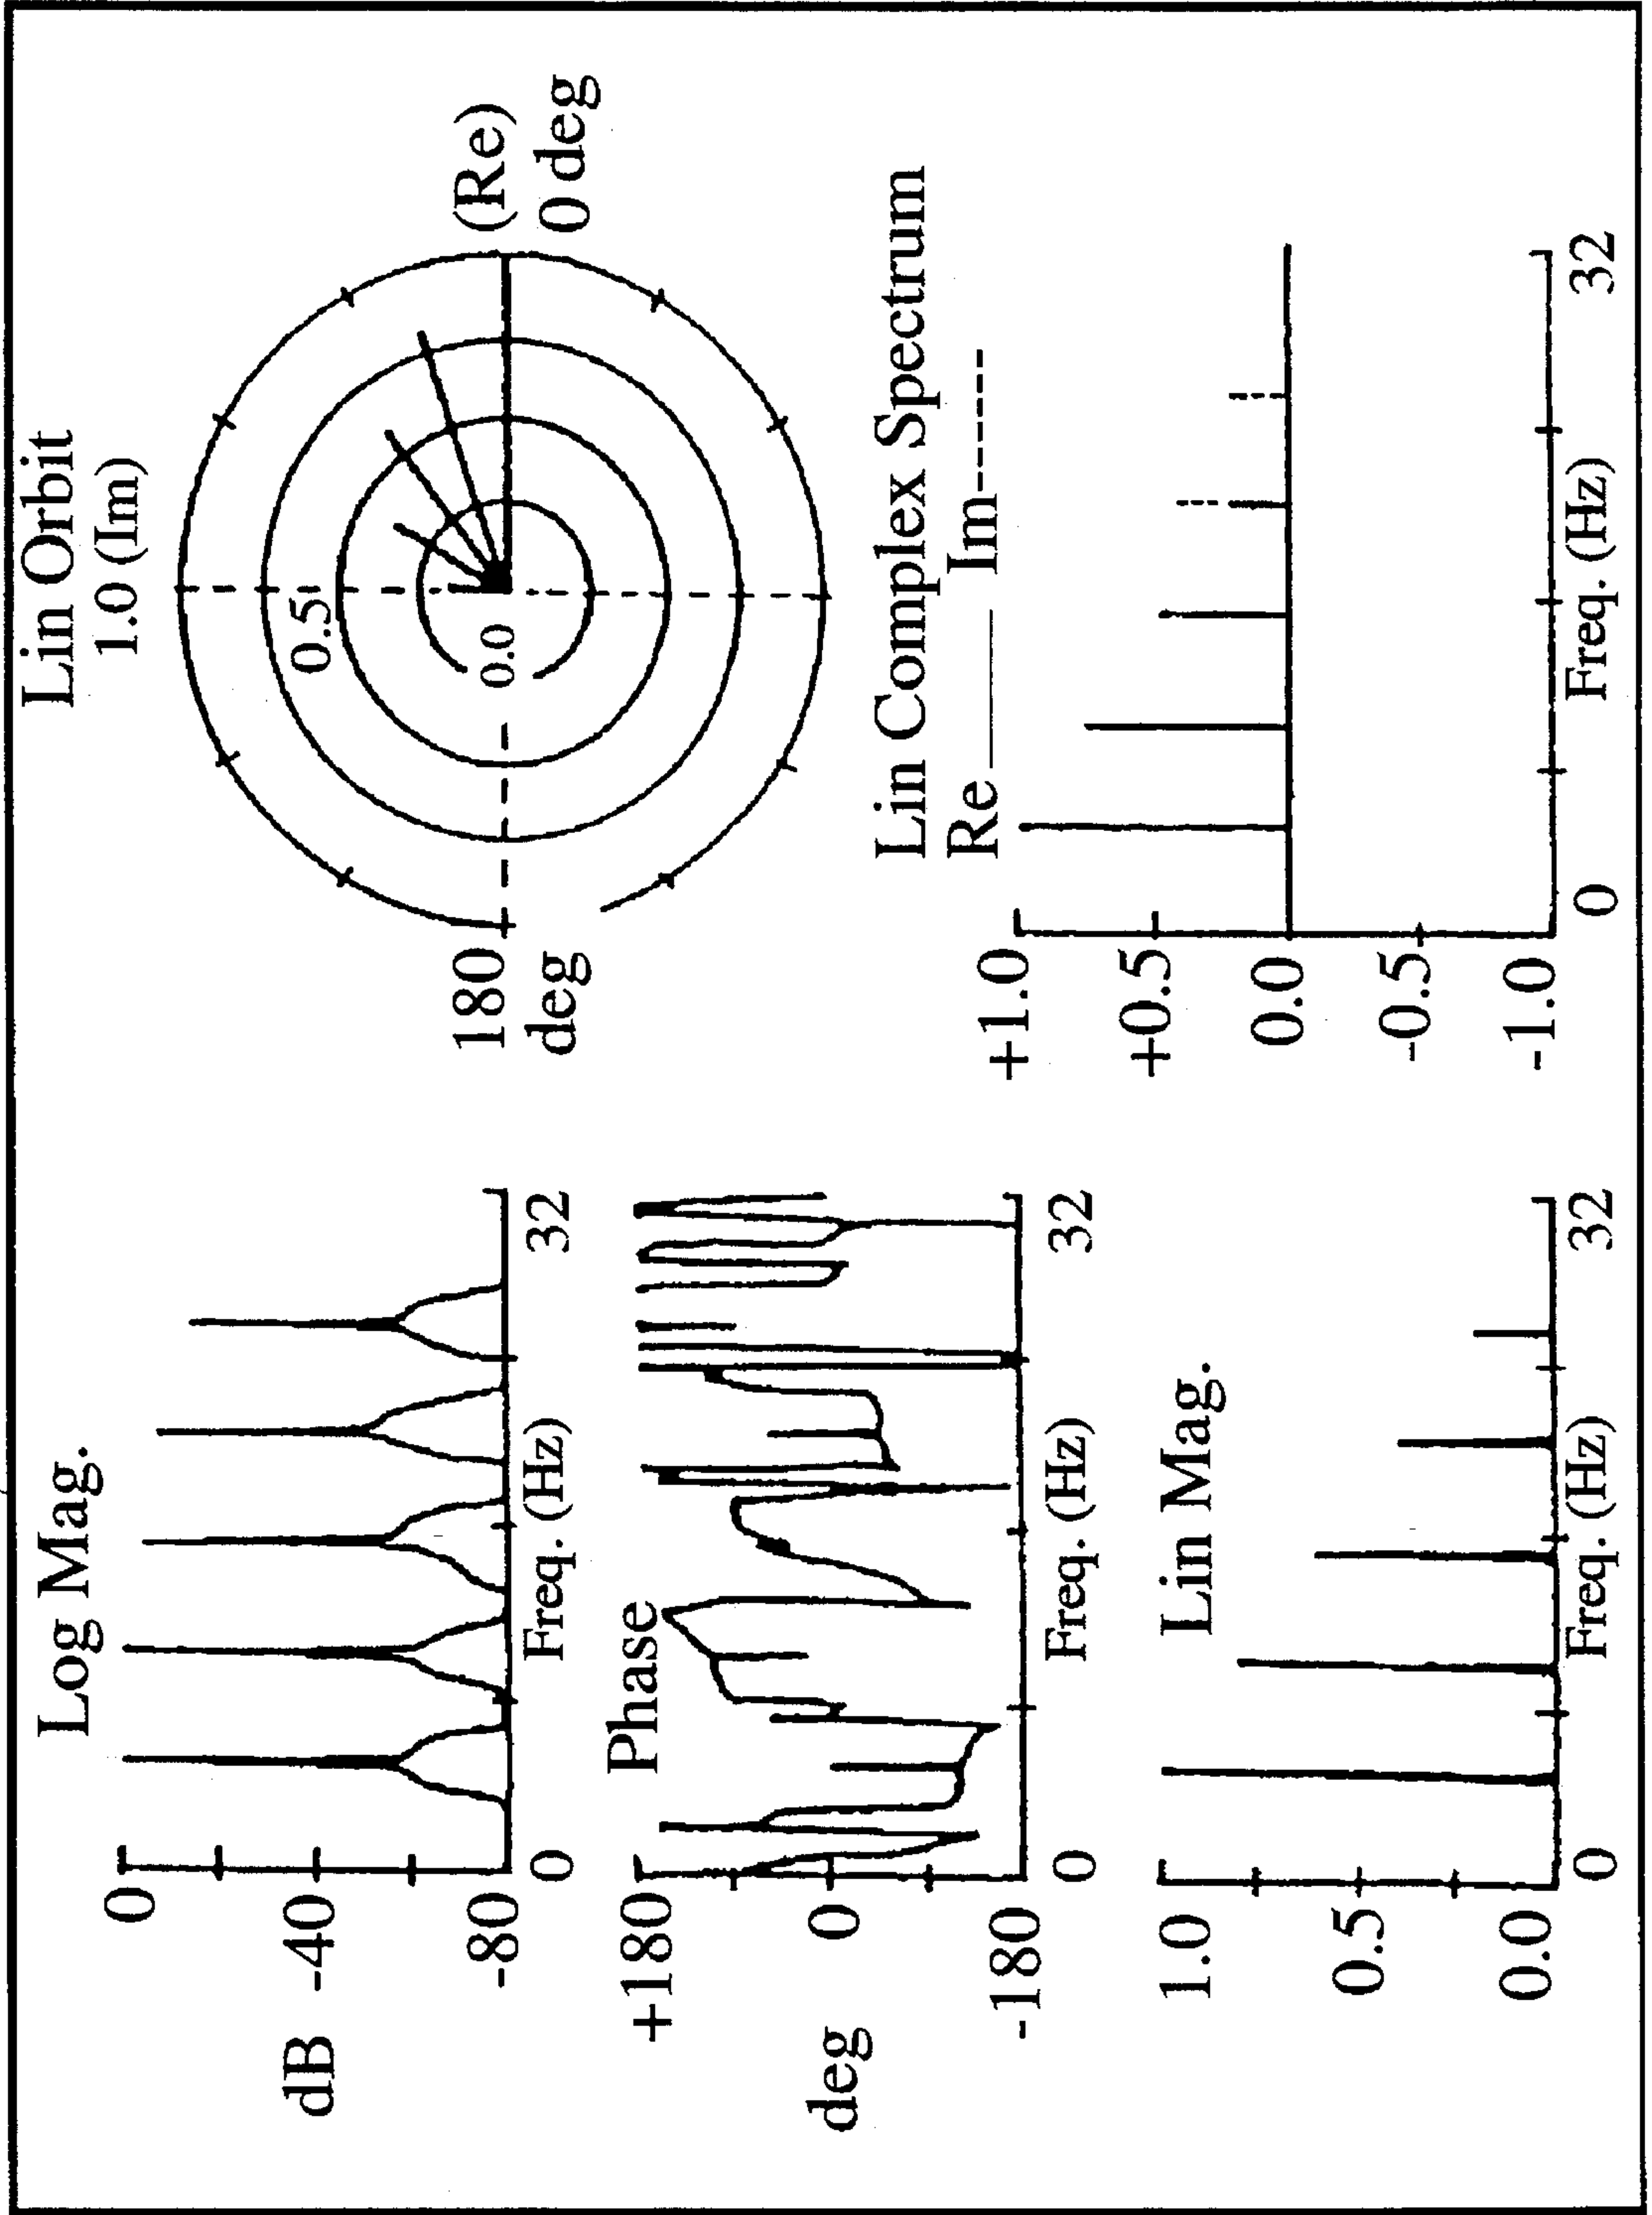 Log Mag.
dB
0
-40
-80
0
Freq. (Hz)
32
Phase
deg
+180
0
-180
0
Freq. (Hz)
32
Lin Mag.
1.0
0.5
0.0
0
Freq. (Hz)
32
Lin Orbit
1.0 (Im)
0.5
0.0
180
deg
(Re)
0 deg
Lin Complex Spectrum
Re Im
+1.0
+0.5
0.0
-0.5
-1.0
0
Freq. (Hz)
32